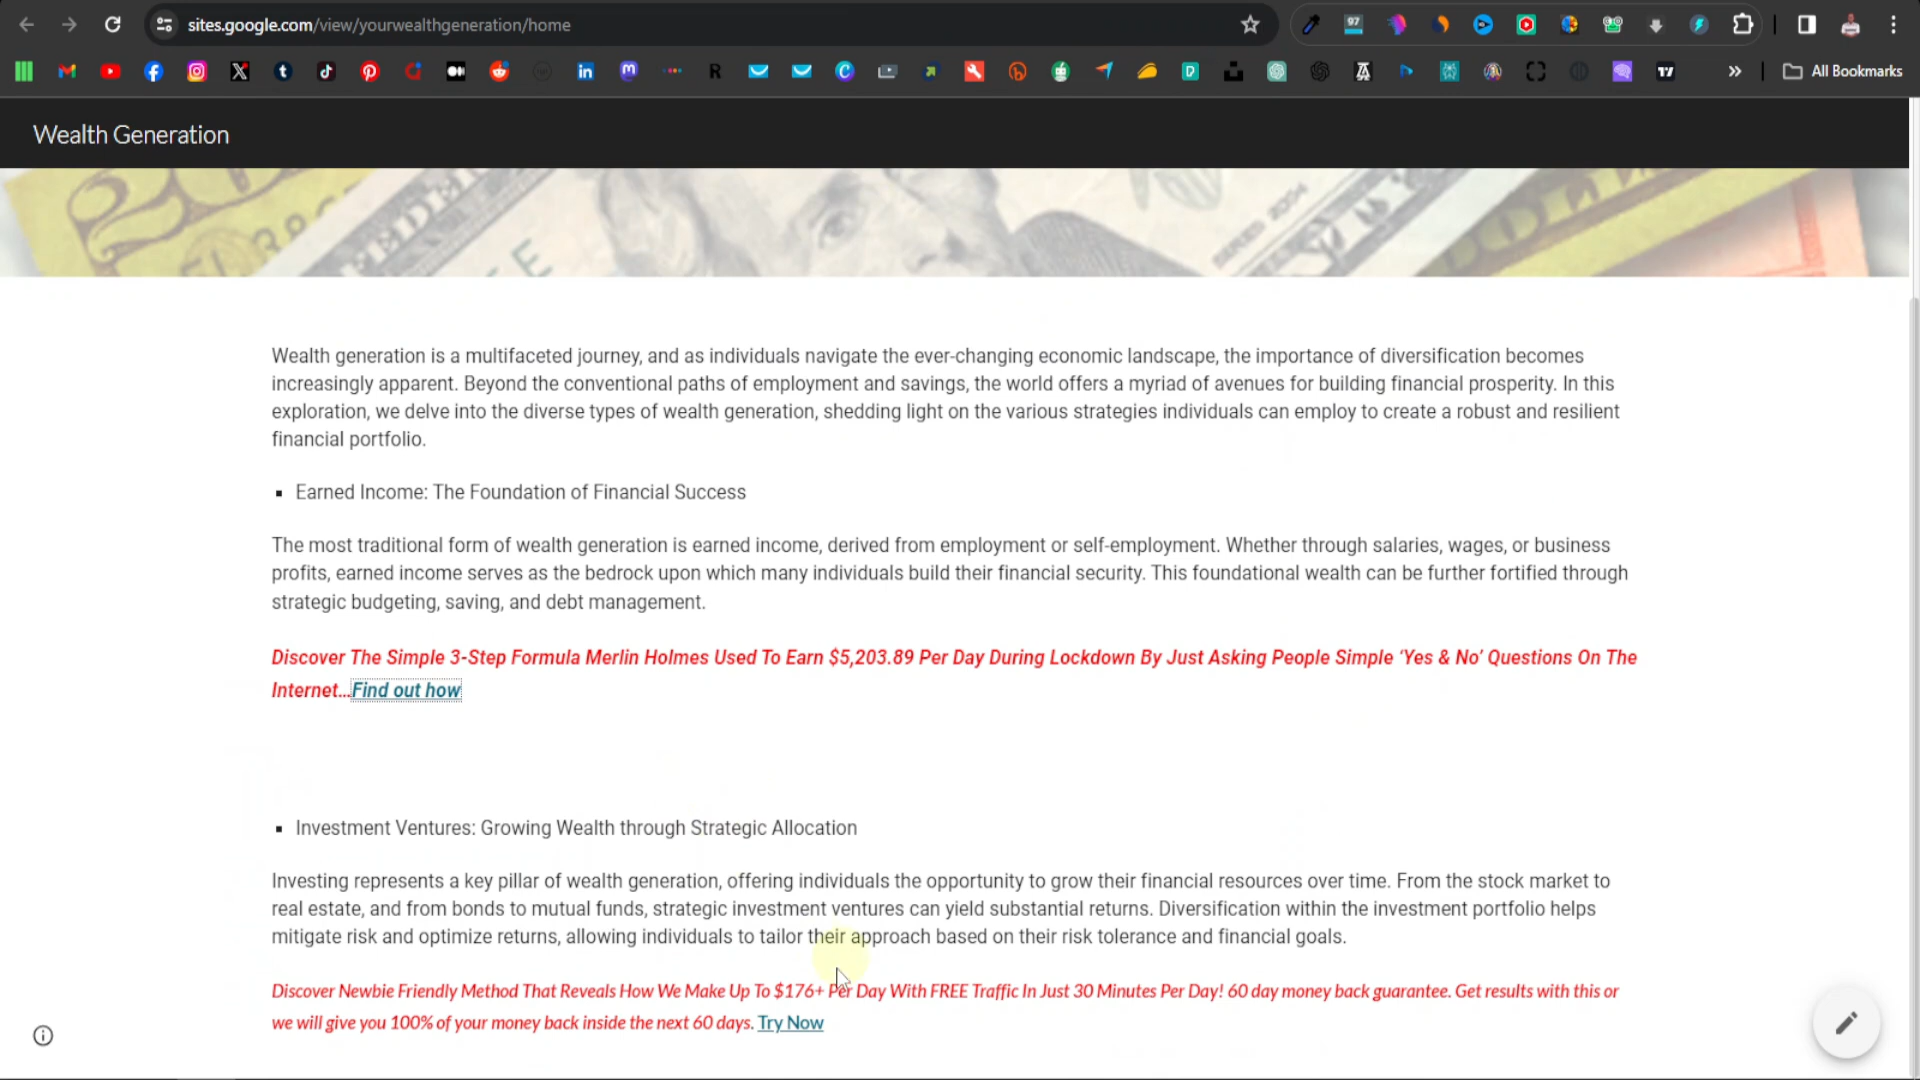 sites.google.com/view/yourwealthgeneration/home
97
All Bookmarks
Wealth Generation
Wealth generation is a multifaceted journey, and as individuals navigate the ever-changing economic landscape, the importance of diversification becomes
increasingly apparent. Beyond the conventional paths of employment and savings, the world offers a myriad of avenues for building financial prosperity. In this
exploration, we delve into the diverse types of wealth generation, shedding light on the various strategies individuals can employ to create a robust and resilient
financial portfolio.
Earned Income: The Foundation of Financial Success
The most traditional form of wealth generation is earned income, derived from employment or self-employment. Whether through salaries, wages, or business
profits, earned income serves as the bedrock upon which many individuals build their financial security. This foundational wealth can be further fortified through
strategic budgeting, saving, and debt management.
Discover The Simple 3-Step Formula Merlin Holmes Used To Earn $5,203.89 Per Day During Lockdown By Just Asking People Simple ‘Yes & No’ Questions On The
Internet...Find out how
Investment Ventures: Growing Wealth through Strategic Allocation
Investing represents a key pillar of wealth generation, offering individuals the opportunity to grow their financial resources over time. From the stock market to
real estate, and from bonds to mutual funds, strategic investment ventures can yield substantial returns. Diversification within the investment portfolio helps
mitigate risk and optimize returns, allowing individuals to tailor their approach based on their risk tolerance and financial goals.
Discover Newbie Friendly Method That Reveals How We Make Up To $176+ Per Day With FREE Traffic In Just 30 Minutes Per Day! 60 day money back guarantee. Get results with this or
we will give you 100% of your money back inside the next 60 days. Try Now